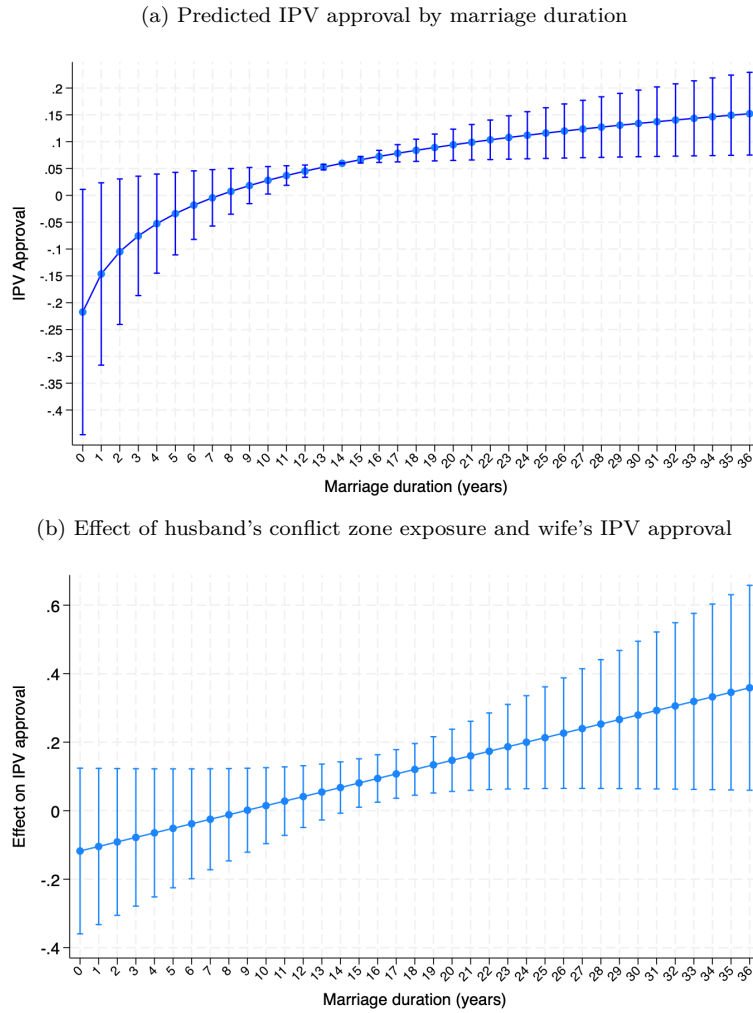 (a) Predicted IPV approval by marriage duration
.2
.15
.1
.05
0
-.05
-.1
-.15
-.2
-.25
-.3
-.35
-.4
IPV Approval
0 1 2 3 4 5 6 7 8 9 10 11 12 13 14 15 16 17 18 19 20 21 22 23 24 25 26 27 28 29 30 31 32 33 34 35 36
Marriage duration (years)
(b) Effect of husband's conflict zone exposure and wife's IPV approval
.6
.4
.2
0
-.2
-.4
Effect on IPV approval
0 1 2 3 4 5 6 7 8 9 10 11 12 13 14 15 16 17 18 19 20 21 22 23 24 25 26 27 28 29 30 31 32 33 34 35 36
Marriage duration (years)